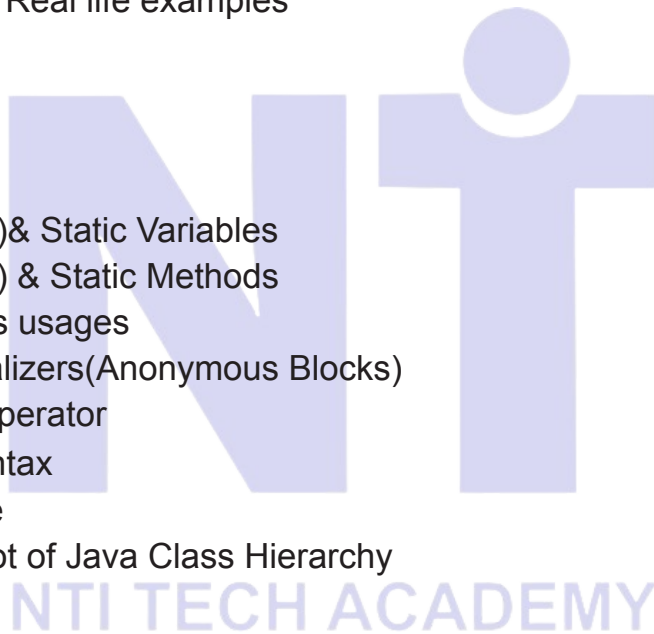 Real life examples
)& Static Variables
) & Static Methods
s usages
alizers(Anonymous Blocks)
perator
ntax
e
ot of Java Class Hierarchy
NTI TECH ACADEMY